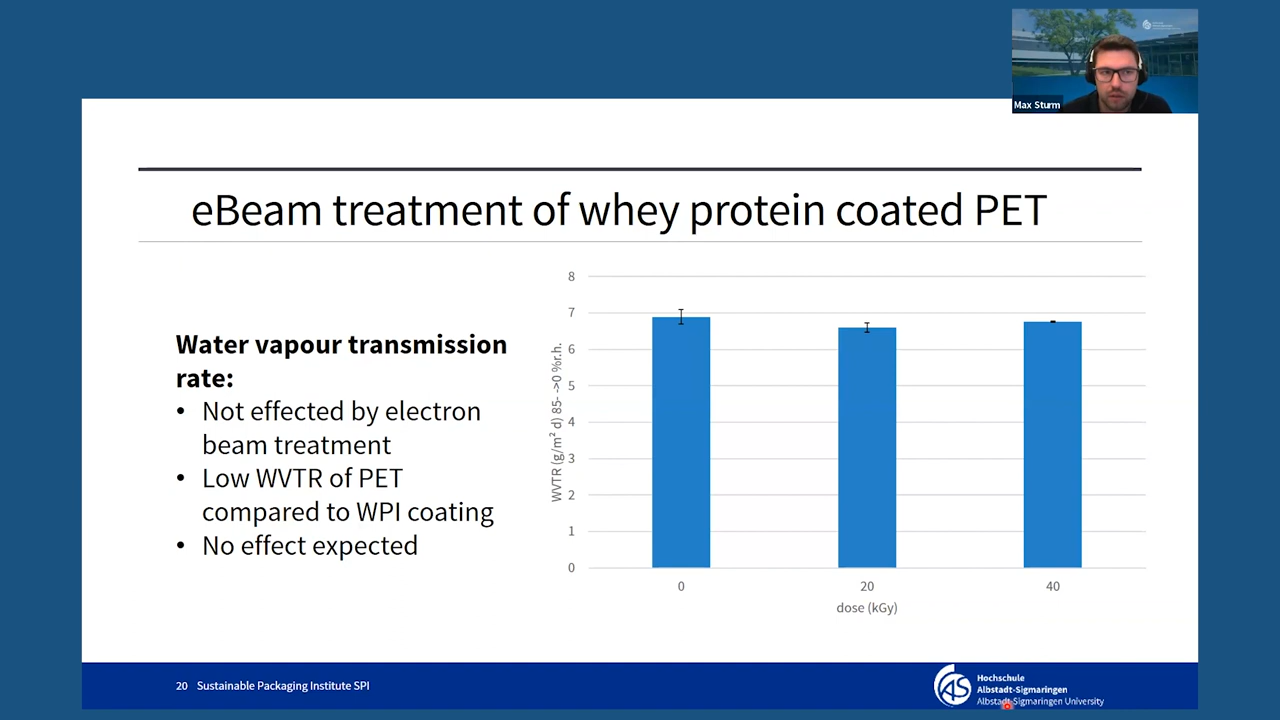 Max Sturm
eBeam treatment of whey protein coated PET
Water vapour transmission
rate:
• Not effected by electron
beam treatment
• Low WVTR of PET
compared to WPI coating
• No effect expected
WVTR (g/m² d) 85- ->0 %r.h.
8
7
6
5
4
3
2
1
0
0 20 40
dose (kGy)
20 Sustainable Packaging Institute SPI
AS
Hochschule
Albstadt-Sigmaringen
Albstadt-Sigmaringen University